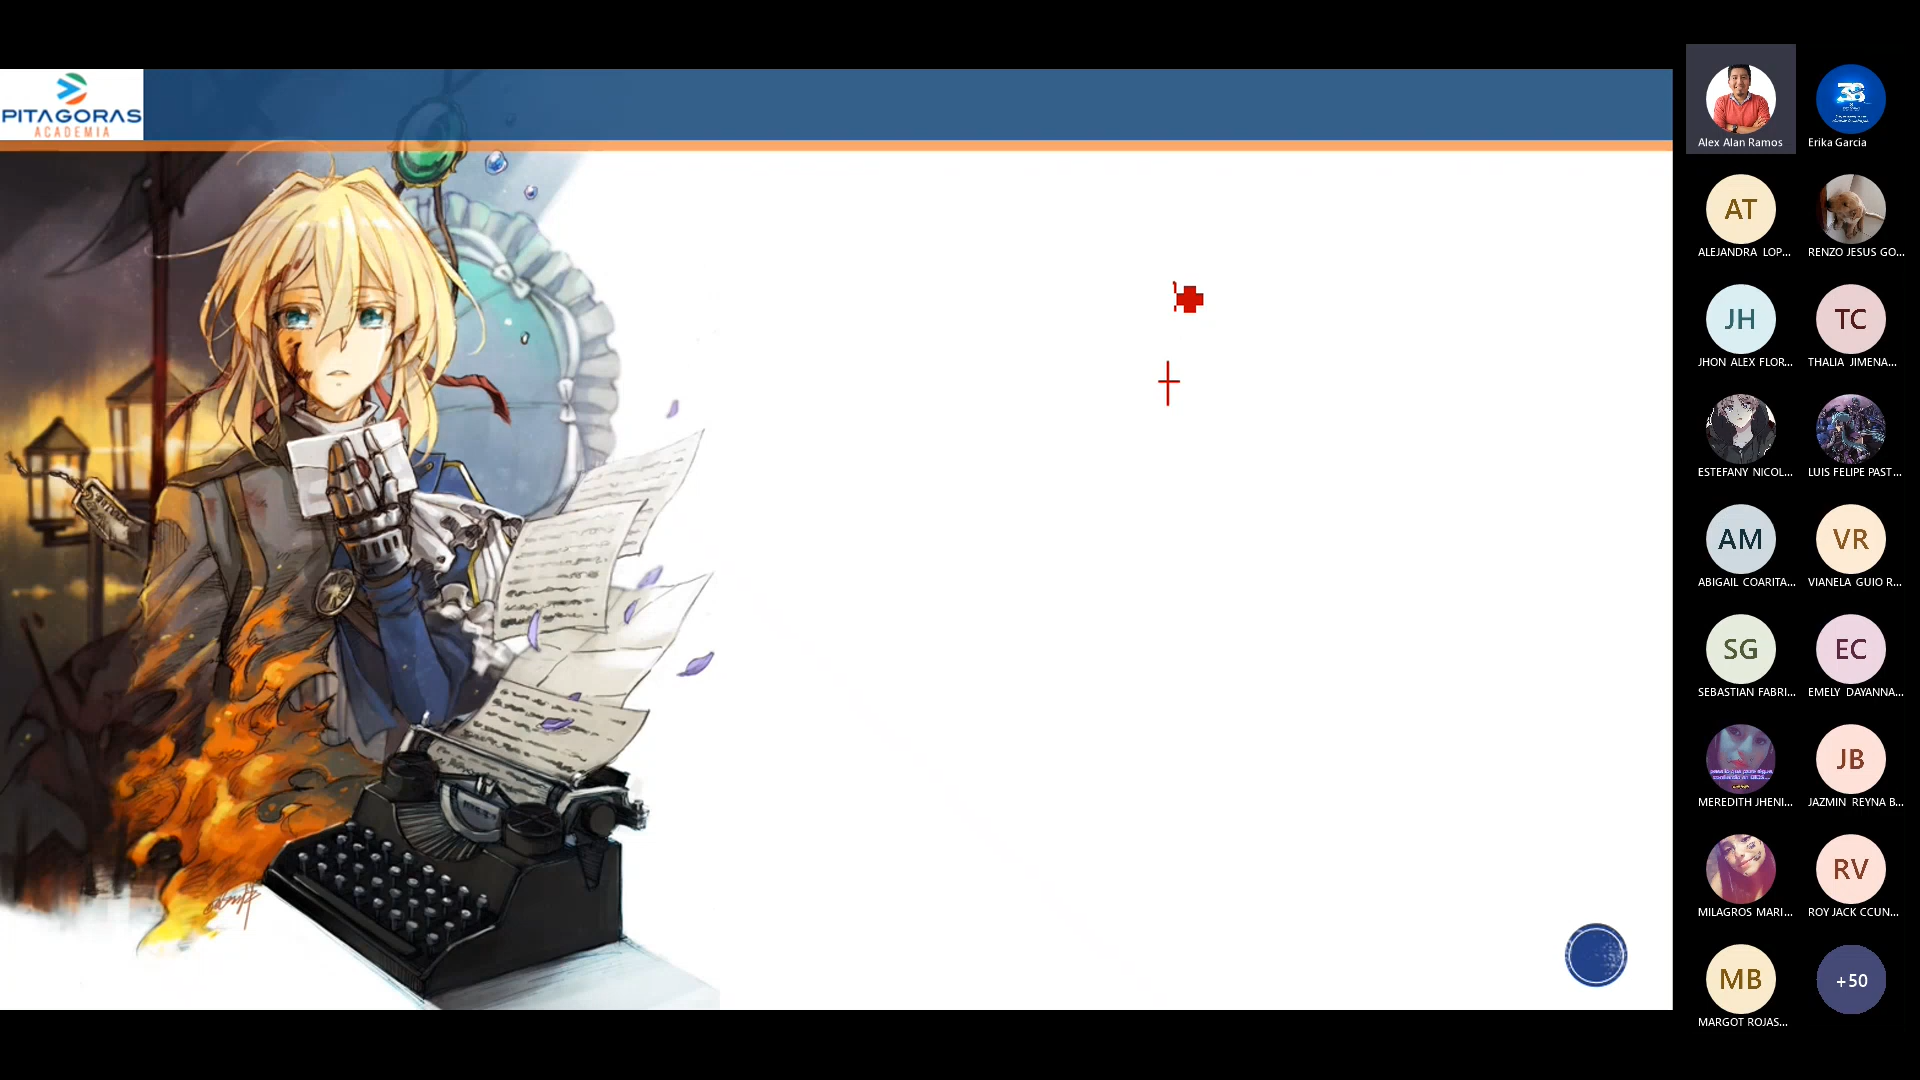 PITAGORAS
ACADEMIA
Alex Alan Ramos
Erika Garcia
AT
ALEJANDRA LOP...
RENZO JESUS GO...
JH
JHON ALEX FLOR...
TC
THALIA JIMENA...
ESTEFANY NICOL...
LUIS FELIPE PAST...
AM
ABIGAIL COARITA...
VR
VIANELA GUIO R...
SG
SEBASTIAN FABRI...
EC
EMELY DAYANNA...
MEREDITH JHENI...
JB
JAZMIN REYNA B...
MILAGROS MARI...
RV
ROY JACK CCUN...
MB
MARGOT ROJAS...
+50